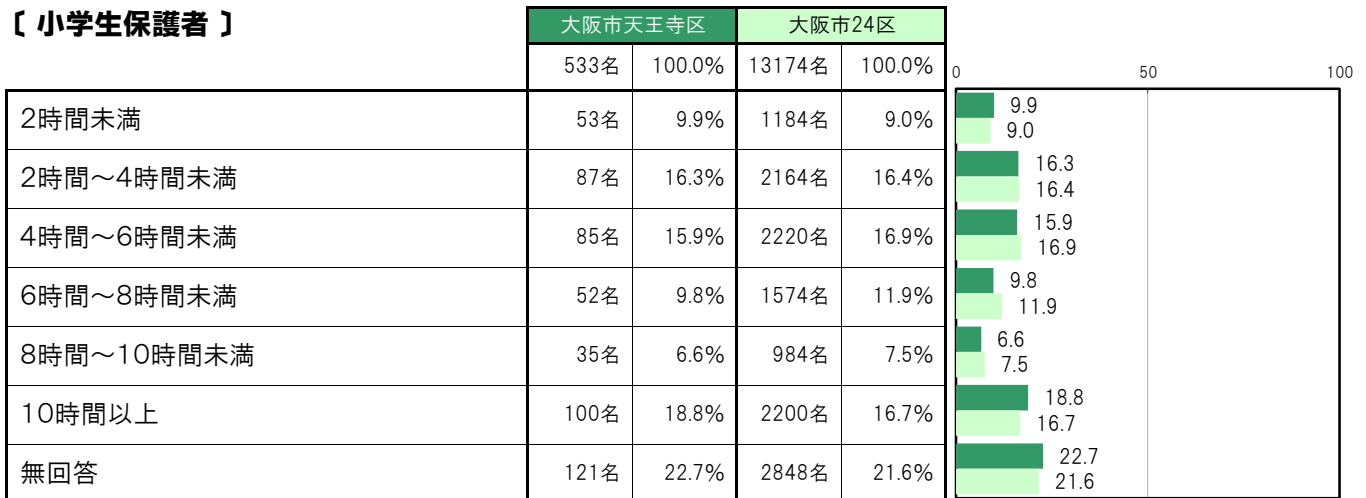 〔 小学生保護者 〕
大阪市天王寺区 大阪市24区
533名 100.0% 13174名 100.0%
0 50 100
2時間未満 53名 9.9% 1184名 9.0% 9.9
9.0
2時間～4時間未満 87名 16.3% 2164名 16.4% 16.3
16.4
4時間～6時間未満 85名 15.9% 2220名 16.9% 15.9
16.9
6時間～8時間未満 52名 9.8% 1574名 11.9% 9.8
11.9
8時間～10時間未満 35名 6.6% 984名 7.5% 6.6
7.5
10時間以上 100名 18.8% 2200名 16.7% 18.8
16.7
無回答 121名 22.7% 2848名 21.6% 22.7
21.6